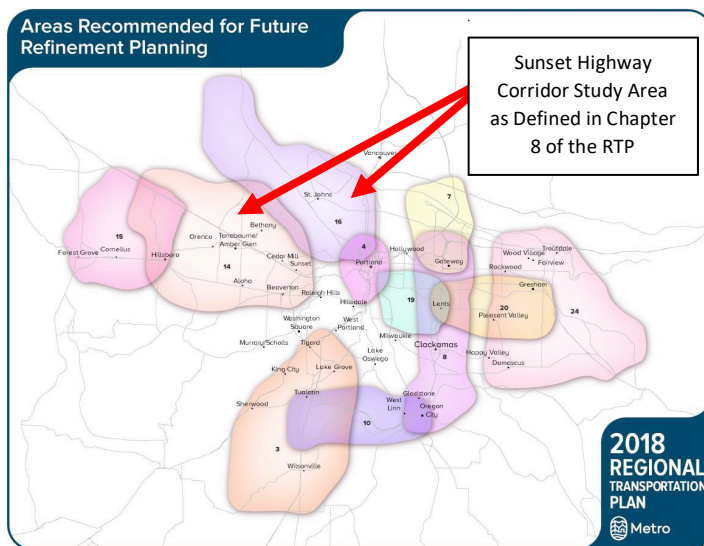 Areas Recommended for Future
Refinement Planning
Sunset Highway
Corridor Study Area
as Defined in Chapter
8 of the RTP
Vancouver
St. Johns
7
16
15
Bethany
Orenco
Tanasbourne/
Amber Glen
4
Hollywood
Troutdale
Wood Village
Forest Grove
Cornelius
Hillsboro
Cedar Mill
Sunset
Portland
Gateway
Fairview
Rockwood
14
Aloha
Beaverton
Raleigh Hills
Hillsdale
19
Lents
Gresham
20
24
Pleasant Valley
Washington
Square
West
Portland
Milwaukie
Murray/Scholls
Tigard
Clackamas
8
Lake
Oswego
Happy Valley
Damascus
King City
Lake Grove
Tualatin
Gladstone
Sherwood
West
Linn
Oregon
City
10
3
Wilsonville
2018
REGIONAL
TRANSPORTATION
PLAN
Metro